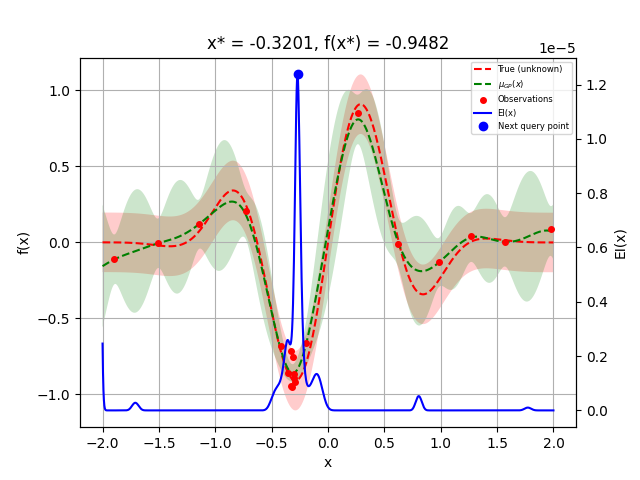 x* = -0.3201, f(x*) = -0.9482
1e−5
True (unknown)
μGP(x)
Observations
EI(x)
Next query point
1.0
0.5
0.0
−0.5
−1.0
f(x)
1.2
1.0
0.8
0.6
0.4
0.2
0.0
EI(x)
−2.0 −1.5 −1.0 −0.5 0.0 0.5 1.0 1.5 2.0
x